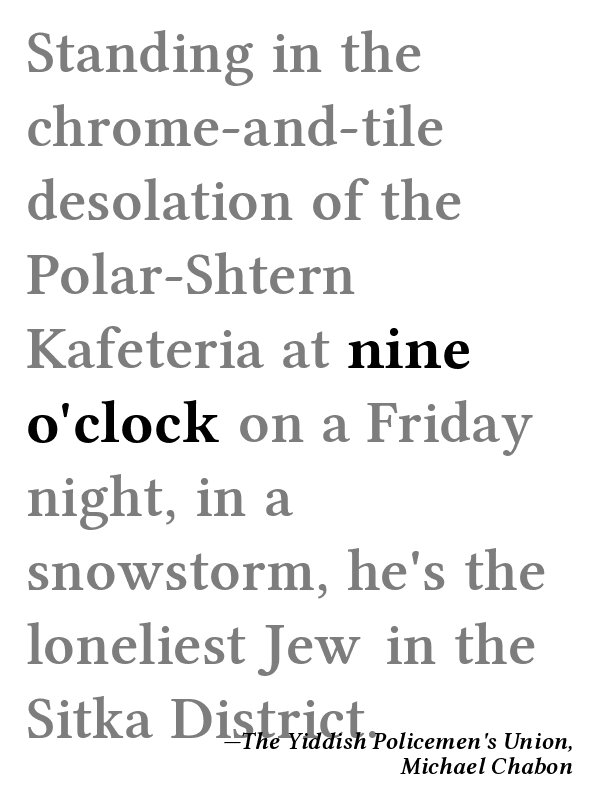 Standing in the
chrome-and-tile
desolation of the
Polar-Shtern
Kafeteria at nine
o'clock on a Friday
night, in a
snowstorm, he's the
loneliest Jew in the
Sitka District.
—The Yiddish Policemen's Union,
Michael Chabon